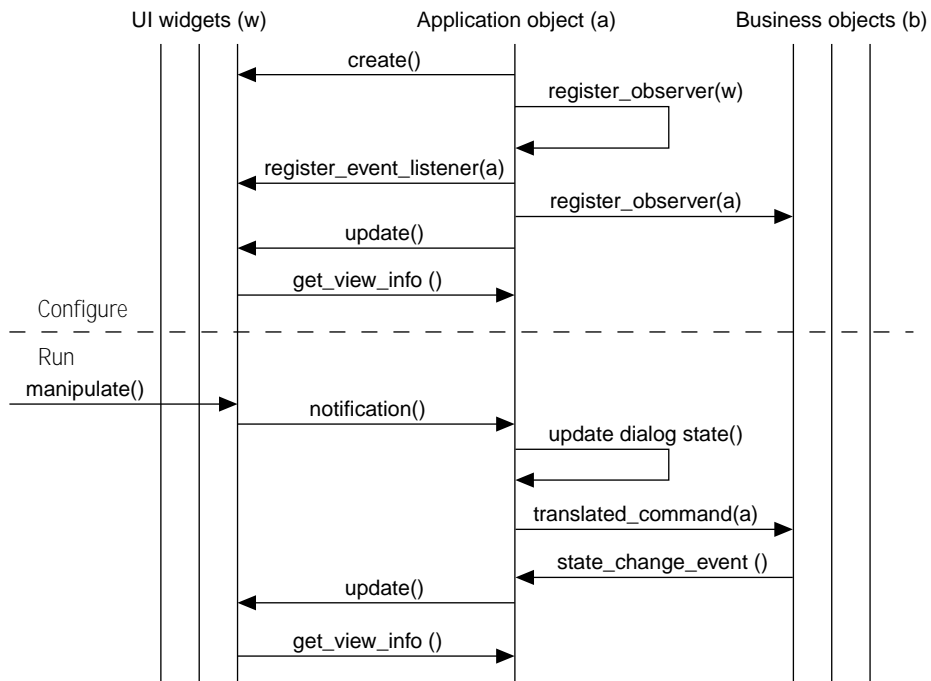 UI widgets (w) Application object (a) Business objects (b)
create()
register_observer(w)
register_event_listener(a)
register_observer(a)
update()
get_view_info ()
Configure
Run
manipulate()
notification()
update dialog state()
translated_command(a)
state_change_event ()
update()
get_view_info ()